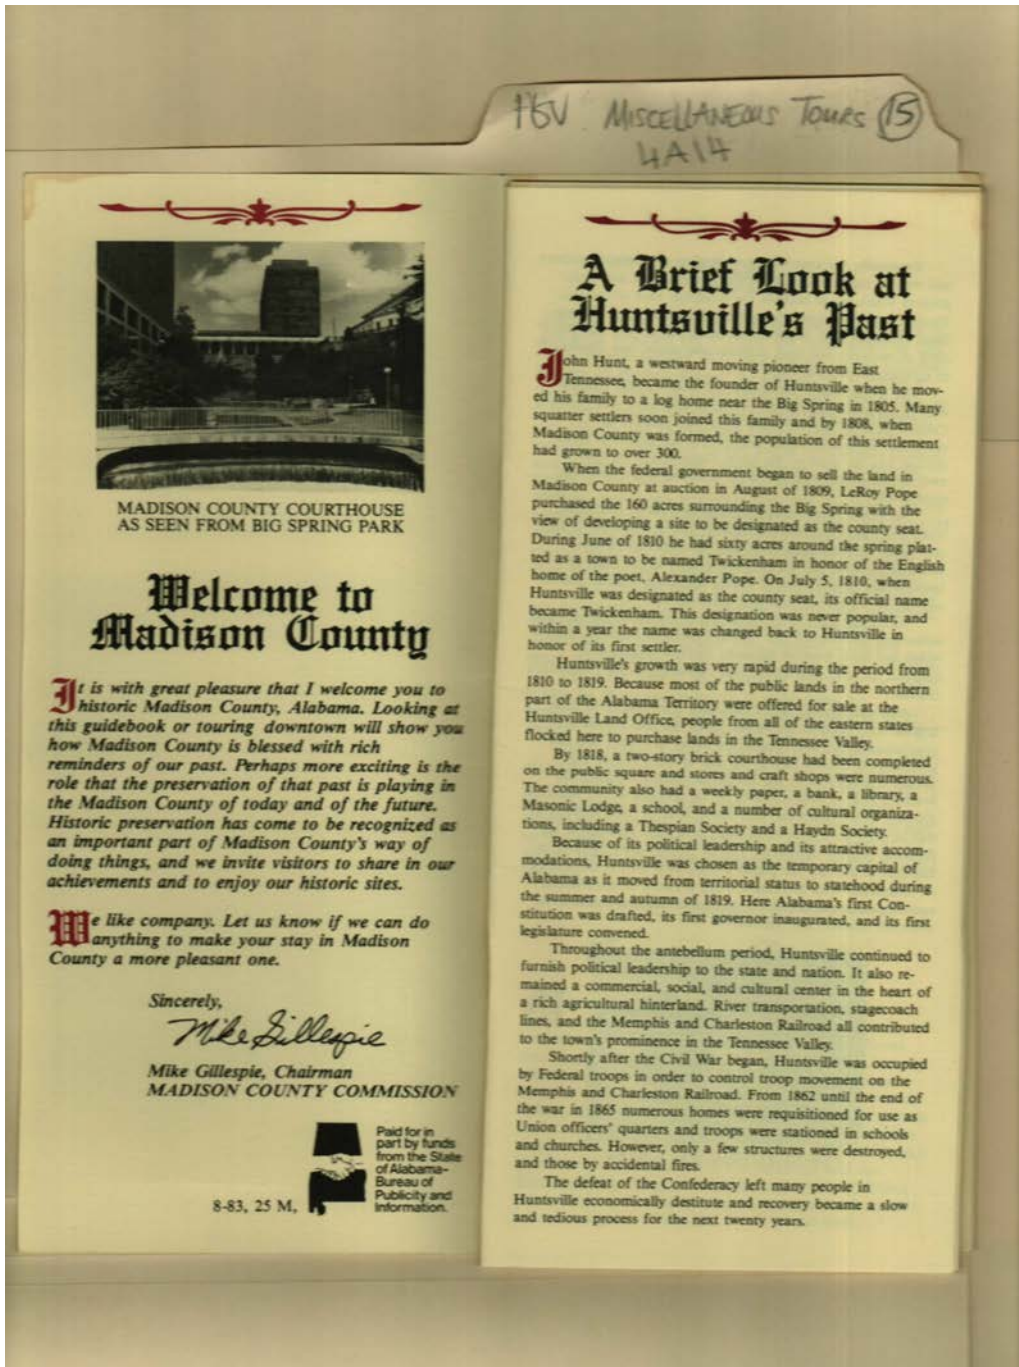 HSV MISCELLANEOUS TOURS 15
4A14
MADISON COUNTY COURTHOUSE
AS SEEN FROM BIG SPRING PARK
Welcome to
Madison County
It is with great pleasure that I welcome you to
historic Madison County, Alabama. Looking at
this guidebook or touring downtown will show you
how Madison County is blessed with rich
reminders of our past. Perhaps more exciting is the
role that the preservation of that past is playing in
the Madison County of today and of the future.
Historic preservation has come to be recognized as
an important part of Madison County's way of
doing things, and we invite visitors to share in our
achievements and to enjoy our historic sites.
We like company. Let us know if we can do
anything to make your stay in Madison
County a more pleasant one.
Sincerely,
Mike Gillespie
Mike Gillespie, Chairman
MADISON COUNTY COMMISSION
Paid for in
part by funds
from the State
of Alabama-
Bureau of
Publicity and
Information.
8-83, 25 M,
A Brief Look at
Huntsville's Past
John Hunt, a westward moving pioneer from East
Tennessee, became the founder of Huntsville when he mov-
ed his family to a log home near the Big Spring in 1805. Many
squatter settlers soon joined this family and by 1808, when
Madison County was formed, the population of this settlement
had grown to over 300.
When the federal government began to sell the land in
Madison County at auction in August of 1809, LeRoy Pope
purchased the 160 acres surrounding the Big Spring with the
view of developing a site to be designated as the county seat.
During June of 1810 he had sixty acres around the spring plat-
ted as a town to be named Twickenham in honor of the English
home of the poet, Alexander Pope. On July 5, 1810, when
Huntsville was designated as the county seat, its official name
became Twickenham. This designation was never popular, and
within a year the name was changed back to Huntsville in
honor of its first settler.
Huntsville's growth was very rapid during the period from
1810 to 1819. Because most of the public lands in the northern
part of the Alabama Territory were offered for sale at the
Huntsville Land Office, people from all of the eastern states
flocked here to purchase lands in the Tennessee Valley.
By 1818, a two-story brick courthouse had been completed
on the public square and stores and craft shops were numerous.
The community also had a weekly paper, a bank, a library, a
Masonic Lodge, a school, and a number of cultural organiza-
tions, including a Thespian Society and a Haydn Society.
Because of its political leadership and its attractive accom-
modations, Huntsville was chosen as the temporary capital of
Alabama as it moved from territorial status to statehood during
the summer and autumn of 1819. Here Alabama's first Con-
stitution was drafted, its first governor inaugurated, and its first
legislature convened.
Throughout the antebellum period, Huntsville continued to
furnish political leadership to the state and nation. It also re-
mained a commercial, social, and cultural center in the heart of
a rich agricultural hinterland. River transportation, stagecoach
lines, and the Memphis and Charleston Railroad all contributed
to the town's prominence in the Tennessee Valley.
Shortly after the Civil War began, Huntsville was occupied
by Federal troops in order to control troop movement on the
Memphis and Charleston Railroad. From 1862 until the end of
the war in 1865 numerous homes were requisitioned for use as
Union officers' quarters and troops were stationed in schools
and churches. However, only a few structures were destroyed,
and those by accidental fires.
The defeat of the Confederacy left many people in
Huntsville economically destitute and recovery became a slow
and tedious process for the next twenty years.